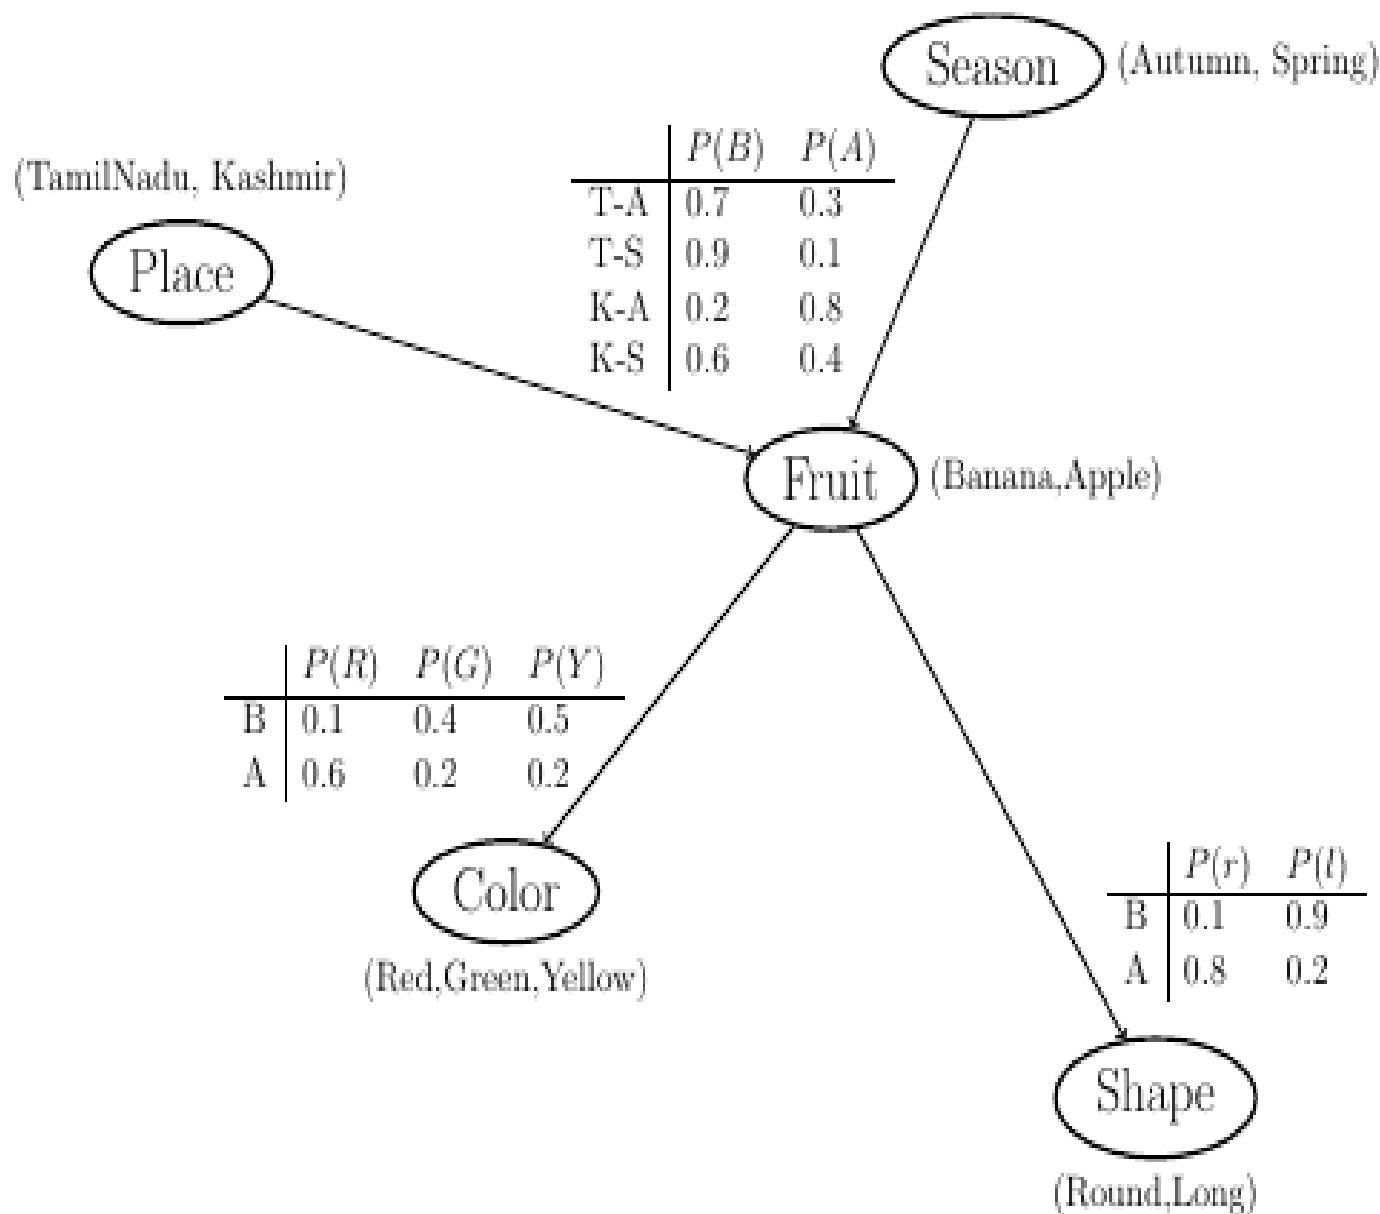 Season (Autumn, Spring)
(TamilNadu, Kashmir)
Place
P(B) P(A)
T-A 0.7 0.3
T-S 0.9 0.1
K-A 0.2 0.8
K-S 0.6 0.4
Fruit (Banana,Apple)
P(R) P(G) P(Y)
B 0.1 0.4 0.5
A 0.6 0.2 0.2
Color
(Red,Green,Yellow)
P(r) P(l)
B 0.1 0.9
A 0.8 0.2
Shape
(Round,Long)